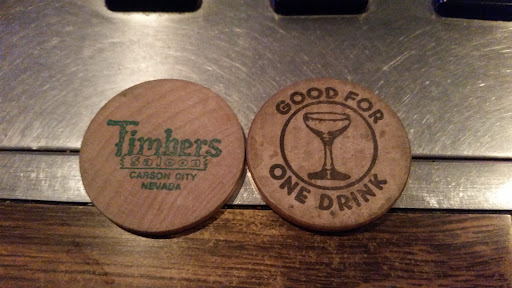 Timbers
Saloon
CARSON CITY
NEVADA
GOOD FOR
ONE DRINK